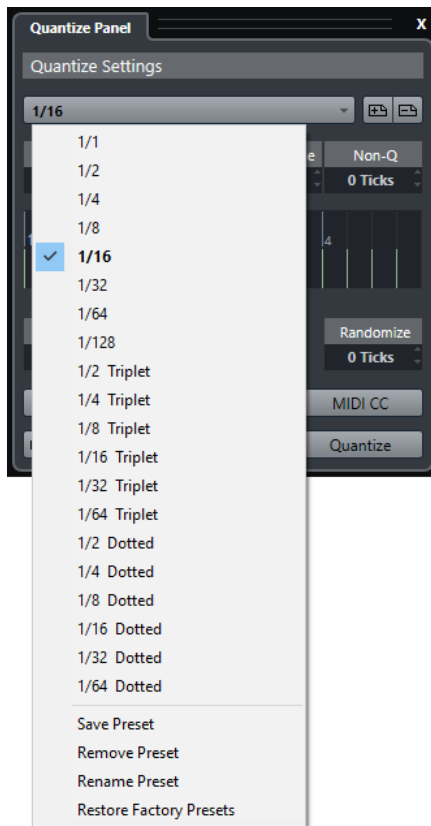 Quantize Panel
x
Quantize Settings
1/16
Non-Q
0 Ticks
4
Randomize
0 Ticks
MIDI CC
Quantize
1/1
1/2
1/4
1/8
1/16
1/32
1/64
1/128
1/2 Triplet
1/4 Triplet
1/8 Triplet
1/16 Triplet
1/32 Triplet
1/64 Triplet
1/2 Dotted
1/4 Dotted
1/8 Dotted
1/16 Dotted
1/32 Dotted
1/64 Dotted
Save Preset
Remove Preset
Rename Preset
Restore Factory Presets